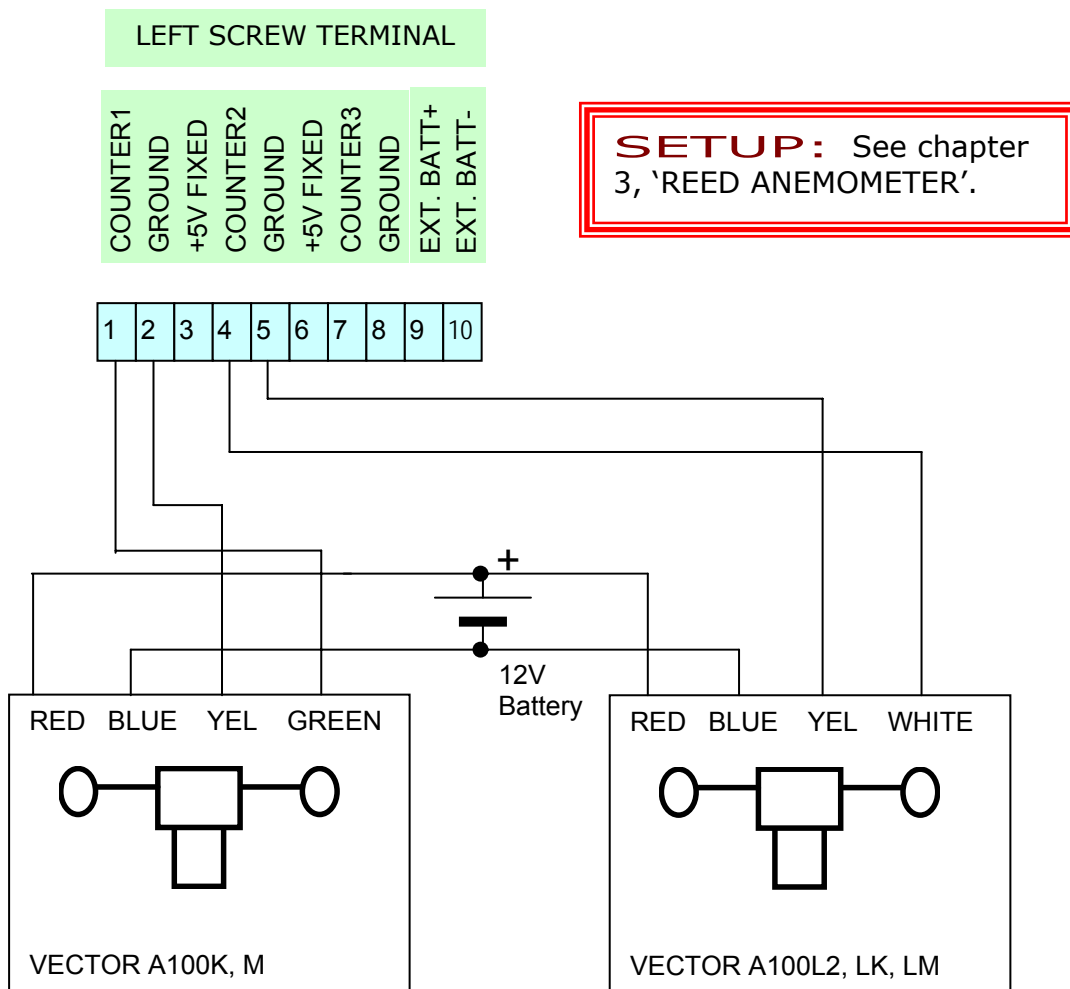 LEFT SCREW TERMINAL
COUNTER1
GROUND
+5V FIXED
COUNTER2
GROUND
+5V FIXED
COUNTER3
GROUND
EXT. BATT+
EXT. BATT-
SETUP: See chapter
3, ‘REED ANEMOMETER’.
1 2 3 4 5 6 7 8 9 10
+
12V
Battery
RED BLUE YEL GREEN
RED BLUE YEL WHITE
VECTOR A100K, M
VECTOR A100L2, LK, LM